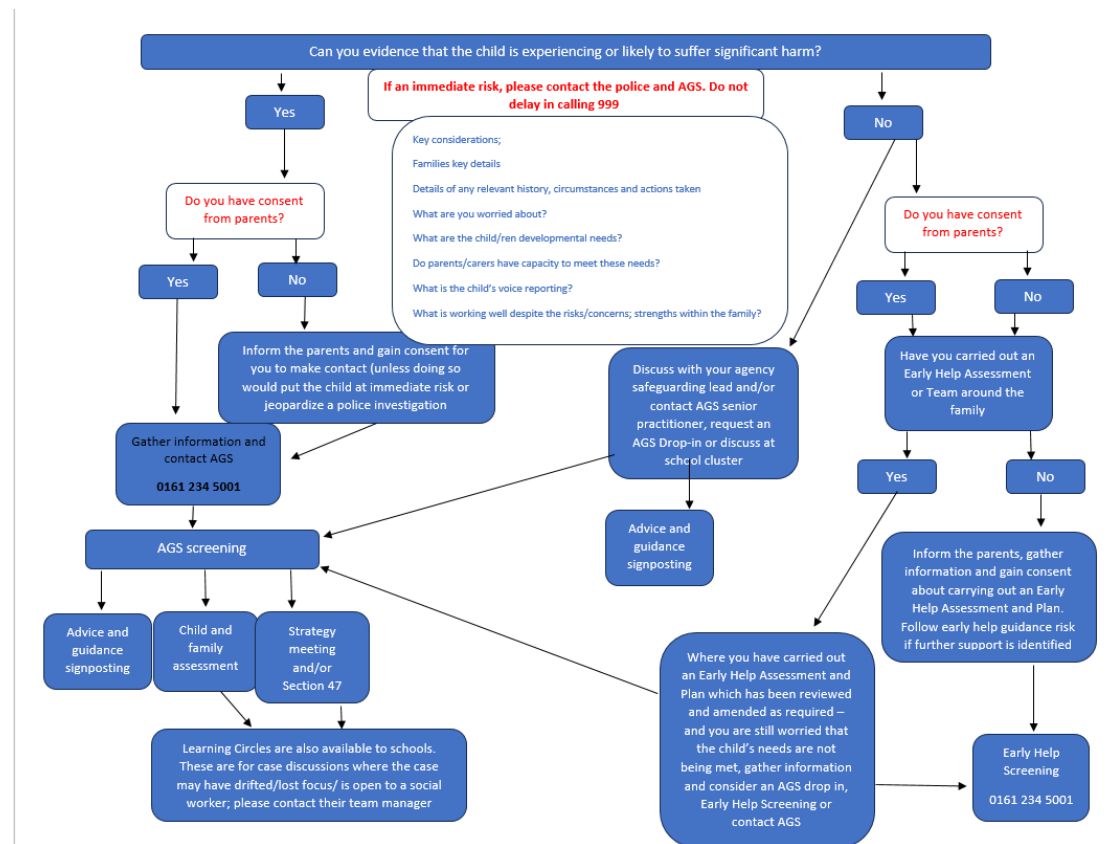 Can you evidence that the child is experiencing or likely to suffer significant harm?
If an immediate risk, please contact the police and AGS. Do not
delay in calling 999
Yes
No
Key considerations;
Families key details
Details of any relevant history, circumstances and actions taken
What are you worried about?
What are the child/ren developmental needs?
Do parents/carers have capacity to meet these needs?
What is the child's voice reporting?
What is working well despite the risks/concerns; strengths within the family?
Do you have consent
from parents?
Yes
No
Inform the parents and gain consent for
you to make contact (unless doing so
would put the child at immediate risk or
jeopardize a police investigation
Gather information and
contact AGS
0161 234 5001
AGS screening
Advice and
guidance
signposting
Child and
family
assessment
Strategy
meeting
and/or
Section 47
Learning Circles are also available to schools.
These are for case discussions where the case
may have drifted/lost focus/ is open to a social
worker; please contact their team manager
Discuss with your agency
safeguarding lead and/or
contact AGS senior
practitioner, request an
AGS Drop-in or discuss at
school cluster
Advice and
guidance
signposting
Do you have consent
from parents?
Yes
No
Have you carried out an
Early Help Assessment
or Team around the
family
Yes
No
Inform the parents, gather
information and gain consent
about carrying out an Early
Help Assessment and Plan.
Follow early help guidance risk
if further support is identified
Where you have carried out
an Early Help Assessment and
Plan which has been reviewed
and amended as required –
and you are still worried that
the child's needs are not
being met, gather information
and consider an AGS drop in,
Early Help Screening or
contact AGS
Early Help
Screening
0161 234 5001